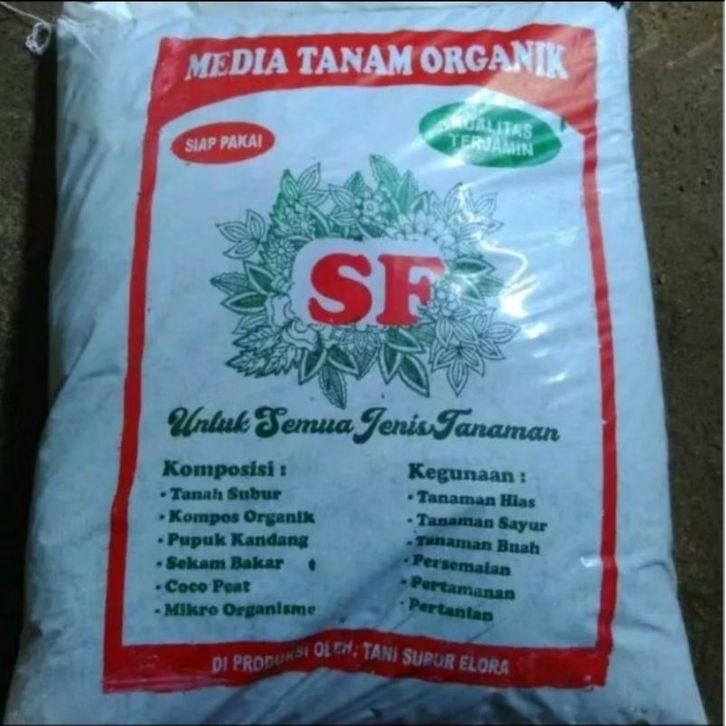 MEDIA TANAM ORGANIK
SIAP PAKAI
KUALITAS
TERJAMIN
SF
Untuk Semua Jenis Tanaman
Komposisi :
• Tanah Subur
• Kompos Organik
• Pupuk Kandang
• Sekam Bakar
• Coco Peat
• Mikro Organisme
Kegunaan :
• Tanaman Hias
• Tanaman Sayur
• Tanaman Buah
• Persemaian
• Pertamanan
• Pertanian
DI PRODUKSI OLEH; TANI SUBUR ELORA